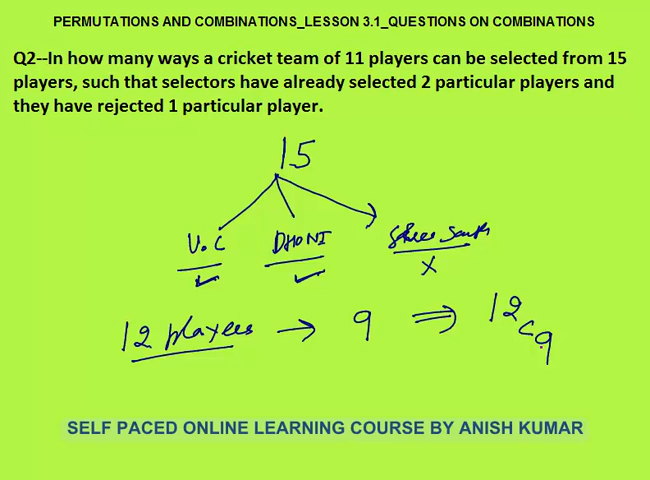 PERMUTATIONS AND COMBINATIONS_LESSON 3.1_QUESTIONS ON COMBINATIONS
Q2--In how many ways a cricket team of 11 players can be selected from 15
players, such that selectors have already selected 2 particular players and
they have rejected 1 particular player.
15
V.C DHONI Shree santh
✓ ✓ X
12 players → 9 ⇒ 12 C 9
SELF PACED ONLINE LEARNING COURSE BY ANISH KUMAR